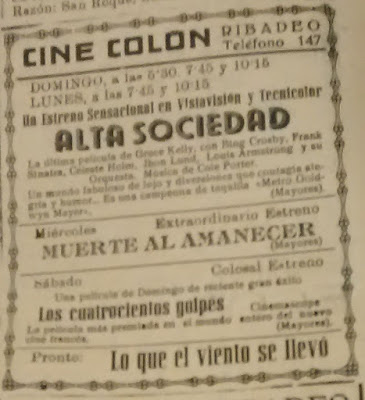 Razón: San Roque,
CINE COLON RIBADEO
Teléfono 147
DOMINGO, a las 5'30, 7'45 y 10'15
LUNES, a las 7'45 y 10'15
Un Estreno Sensacional en Vistavisión y Tecnicolor
ALTA SOCIEDAD
La última película de Grace Kelly, con Bing Crosby, Frank
Sinatra, Celeste Holm, Jhon Lund, Louis Armstrong y su
Orquesta. Música de Cole Porter.
Un mundo fabuloso de lujo y diversiones que contagia ale-
gría y humor.. Es una campeona de taquilla «Metro Gold-
wyn Mayer». (Mayores).
Miércoles Extraordinario Estreno
MUERTE AL AMANECER
(Mayores)
Sábado Colosal Estreno
Una película de Domingo de reciente gran éxito
Los cuatrocientos golpes Cinemascope
La película más premiada en el mundo entero del nuevo
cine francés. (Mayores).
Pronto: Lo que el viento se llevó